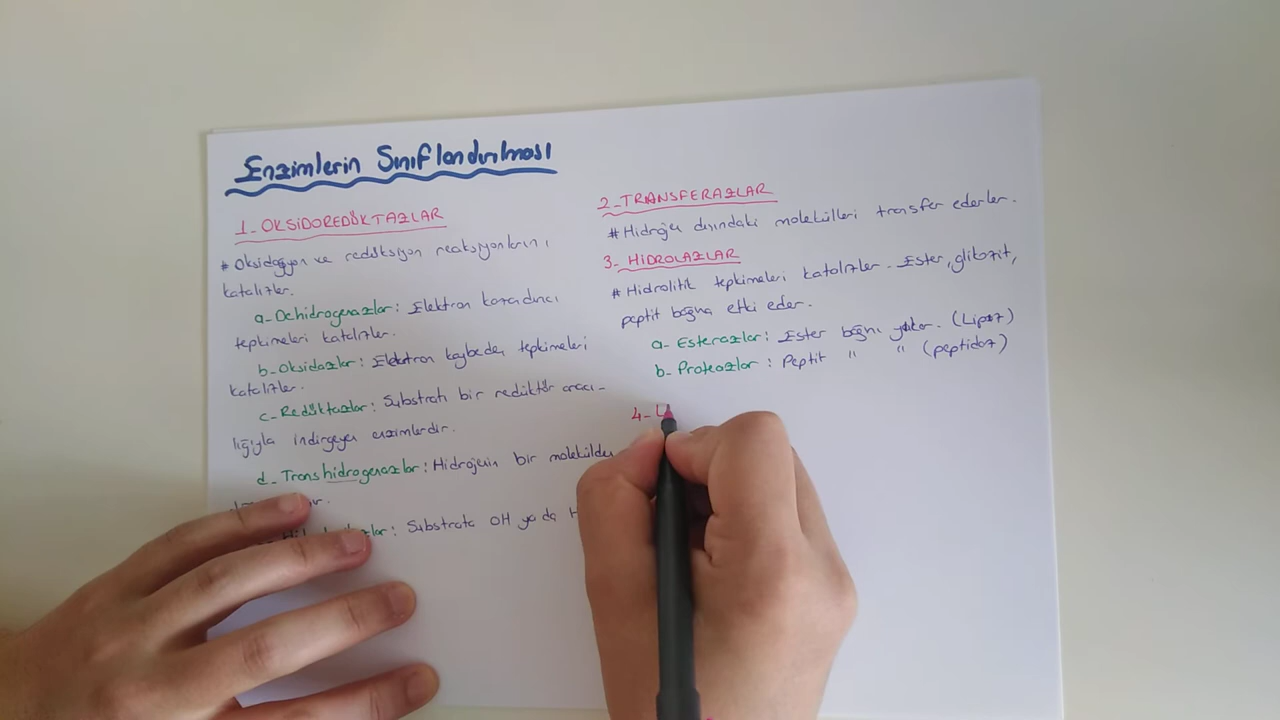 Enzimlerin Sınıflandırılması
1. OKSİDOREDÜKTAZLAR
# Oksidasyon ve redüksiyon reaksiyonlarını
katalizler.
a- Dehidrogenazlar: Elektron kazandırıcı
tepkimeleri katalizler.
b- Oksidazlar: Elektron kaybeden tepkimeleri
katalizler.
c- Redüktazlar: Substratı bir redüktör aracı-
lığıyla indirgeyen enzimlerdir.
d- Transhidrogenazlar: Hidrojenin bir molekülden
Substrata OH ya da H
2- TRANSFERAZLAR
# Hidrojen dışındaki molekülleri transfer ederler.
3- HİDROLAZLAR
# Hidrolitik tepkimeleri katalizler. Ester, glikozit,
peptit bağına etki eder.
a- Esterazlar: Ester bağını yıkar. (Lipaz)
b- Proteazlar: Peptit " " (peptidaz)
4- L